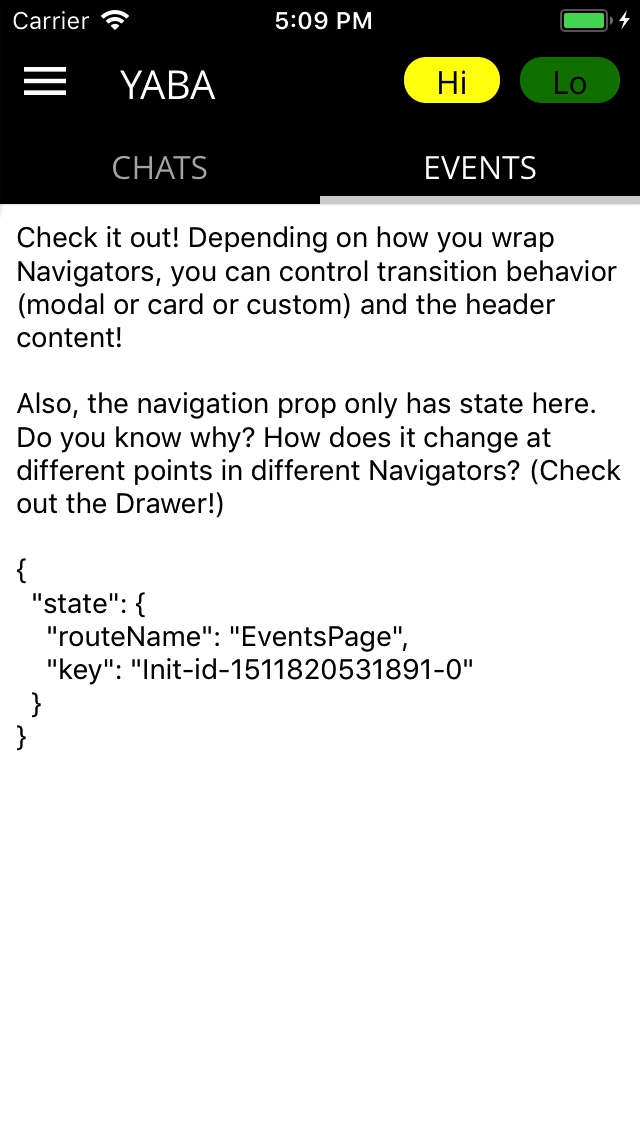 Carrier 5:09 PM
YABA Hi Lo
CHATS EVENTS
Check it out! Depending on how you wrap
Navigators, you can control transition behavior
(modal or card or custom) and the header
content!
Also, the navigation prop only has state here.
Do you know why? How does it change at
different points in different Navigators? (Check
out the Drawer!)
{
"state": {
"routeName": "EventsPage",
"key": "Init-id-1511820531891-0"
}
}